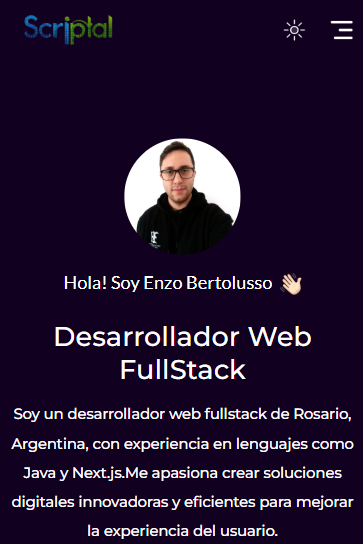 Scriptal
Hola! Soy Enzo Bertolusso 👋🏻
Desarrollador Web
FullStack
Soy un desarrollador web fullstack de Rosario,
Argentina, con experiencia en lenguajes como
Java y Next.js.Me apasiona crear soluciones
digitales innovadoras y eficientes para mejorar
la experiencia del usuario.